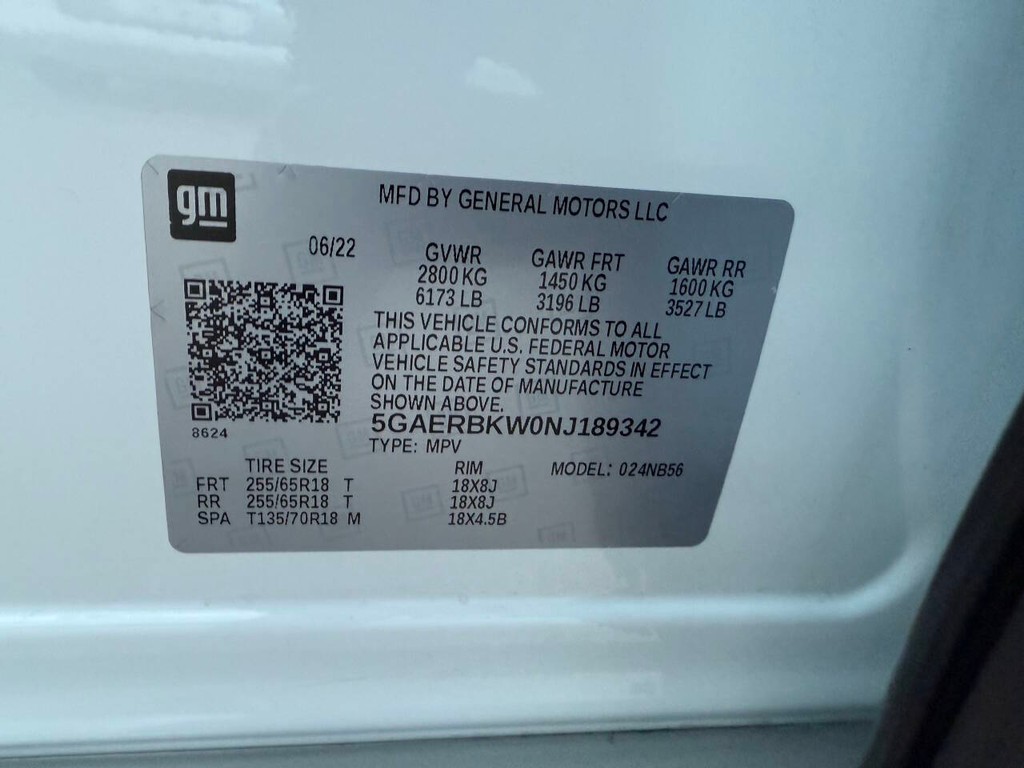 gm
MFD BY GENERAL MOTORS LLC
06/22 GVWR GAWR FRT GAWR RR
2800 KG 1450 KG 1600 KG
6173 LB 3196 LB 3527 LB
THIS VEHICLE CONFORMS TO ALL
APPLICABLE U.S. FEDERAL MOTOR
VEHICLE SAFETY STANDARDS IN EFFECT
ON THE DATE OF MANUFACTURE
SHOWN ABOVE.
8624
5GAERBKW0NJ189342
TYPE: MPV
TIRE SIZE RIM MODEL: 024NB56
FRT 255/65R18 T 18X8J
RR 255/65R18 T 18X8J
SPA T135/70R18 M 18X4.5B